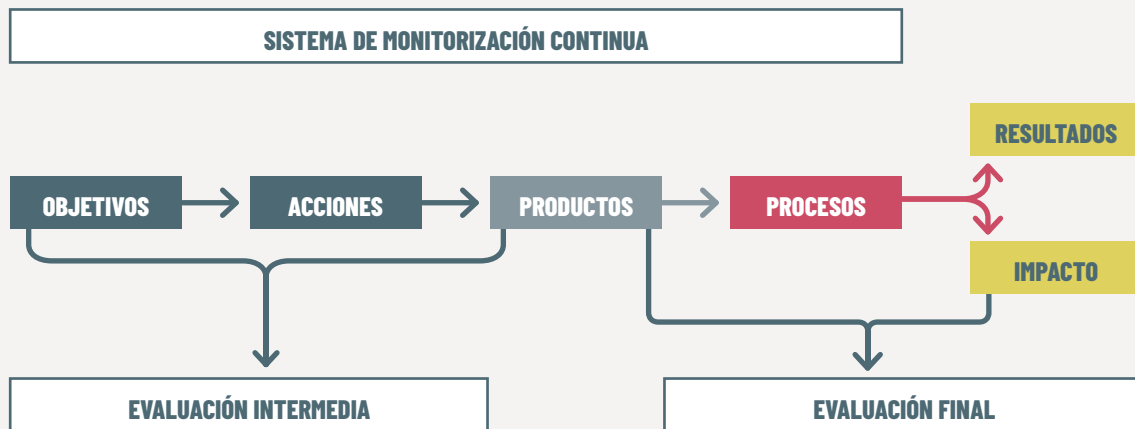 SISTEMA DE MONITORIZACIÓN CONTINUA
RESULTADOS
OBJETIVOS
ACCIONES
PRODUCTOS
PROCESOS
IMPACTO
EVALUACIÓN INTERMEDIA
EVALUACIÓN FINAL